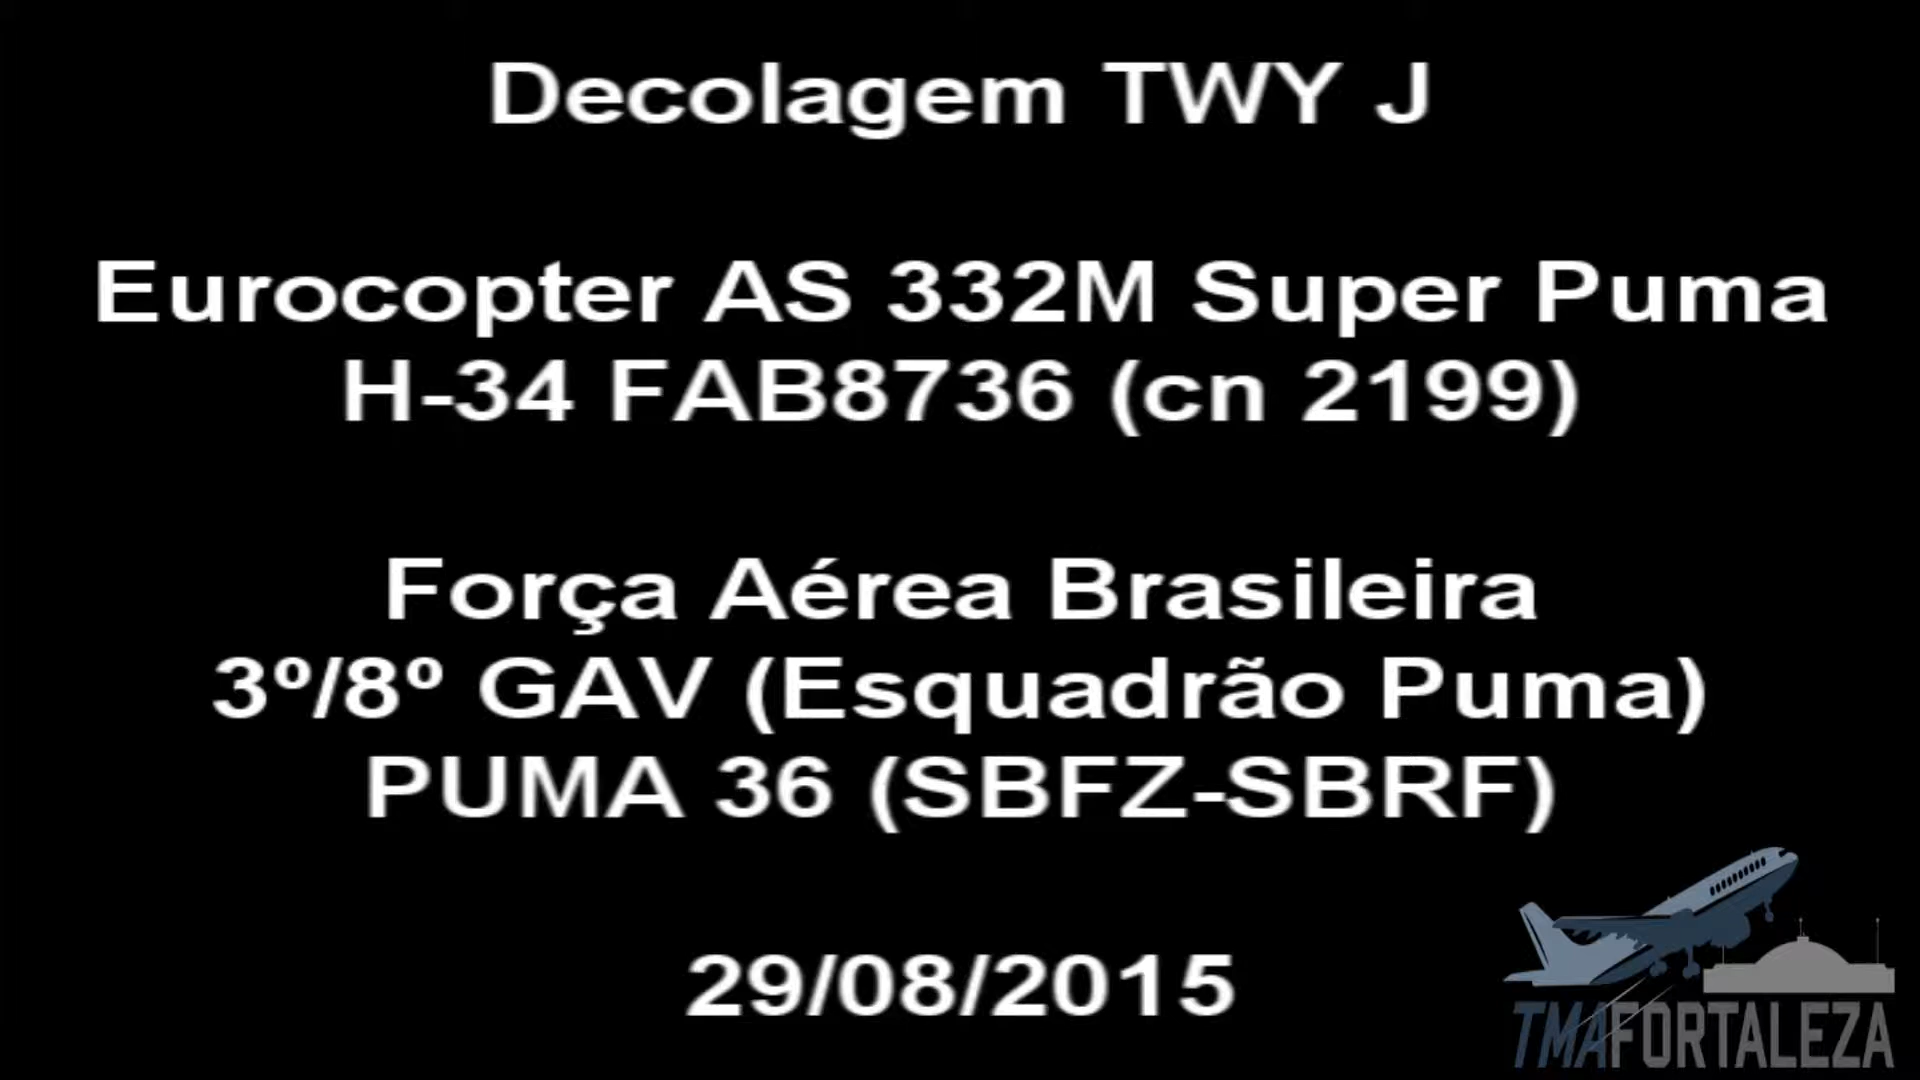 Decolagem TWY J
Eurocopter AS 332M Super Puma
H-34 FAB8736 (cn 2199)
Força Aérea Brasileira
3º/8º GAV (Esquadrão Puma)
PUMA 36 (SBFZ-SBRF)
29/08/2015
TMAFORTALEZA